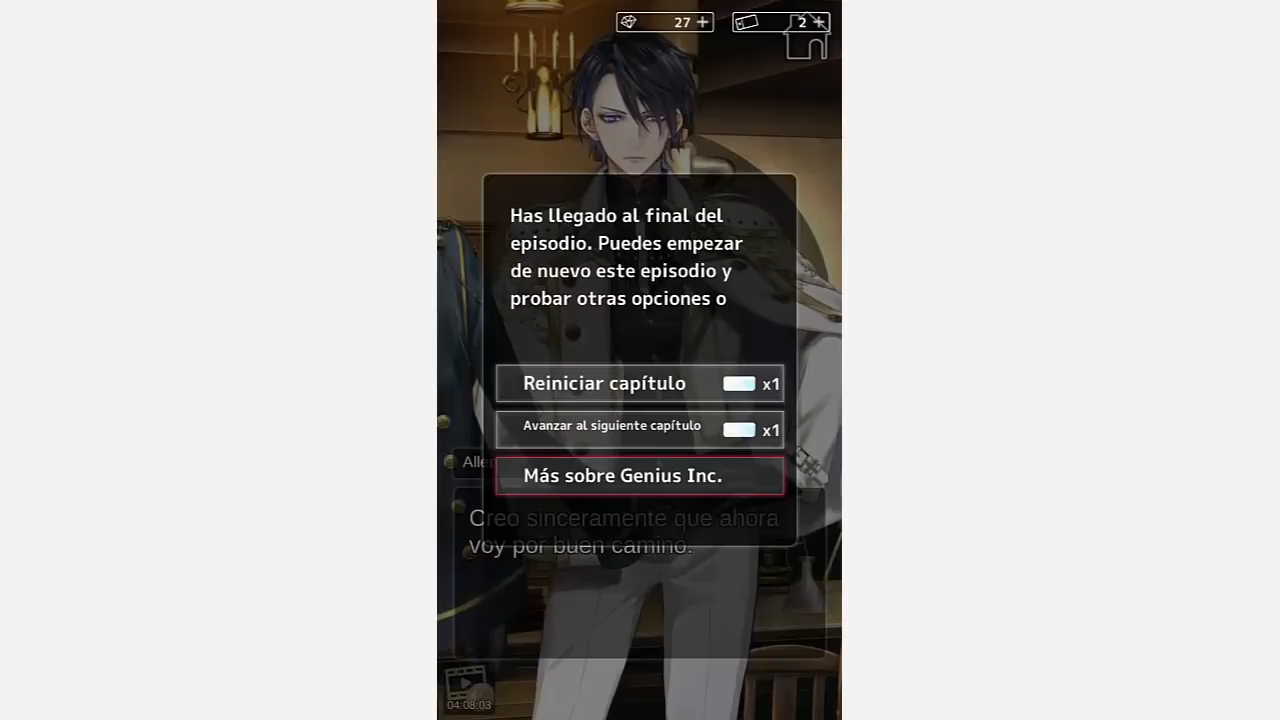 27 +
2 +
Has llegado al final del
episodio. Puedes empezar
de nuevo este episodio y
probar otras opciones o
Reiniciar capítulo x1
Avanzar al siguiente capítulo x1
Más sobre Genius Inc.
Creo sinceramente que ahora
voy por buen camino.
04:08:03